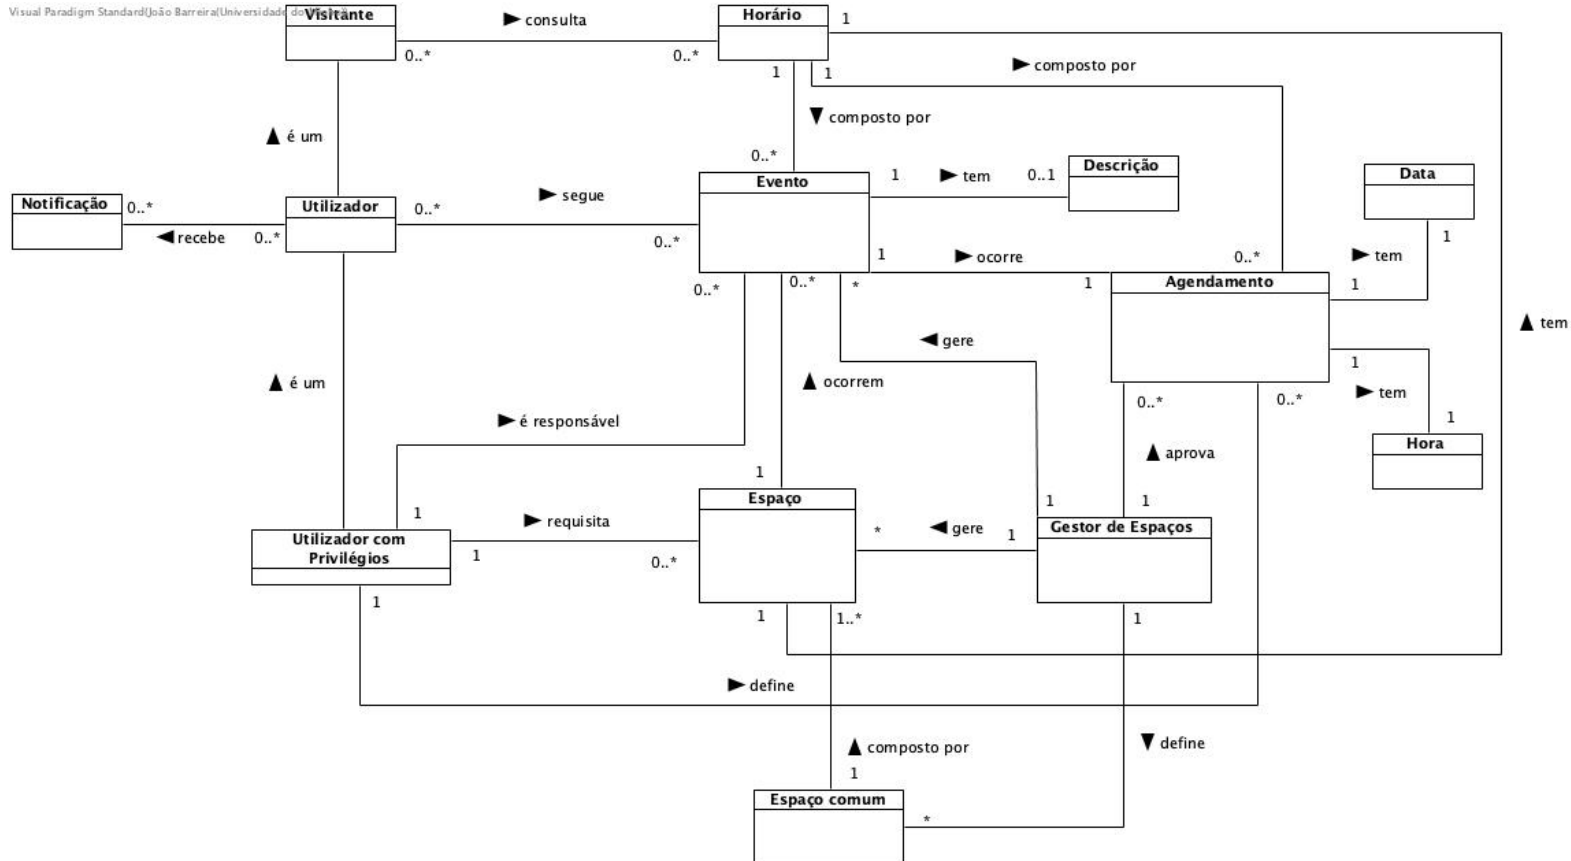 Visual Paradigm Standard(João Barreira(Universidade do
Visitante
0..*
consulta
0..*
Horário
1
1
1
composto por
composto por
é um
0..*
Notificação
0..*
recebe
0..*
Utilizador
0..*
segue
0..*
Evento
1
tem
0..1
Descrição
Data
1
tem
1
1
ocorre
1
0..*
Agendamento
0..*
0..*
*
gere
tem
1
tem
1
Hora
é um
ocorrem
0..*
0..*
aprova
é responsável
1
1
1
1
Utilizador com
Privilégios
1
requisita
0..*
Espaço
*
gere
1
Gestor de Espaços
1
1
1..*
1
define
composto por
define
1
Espaço comum
*